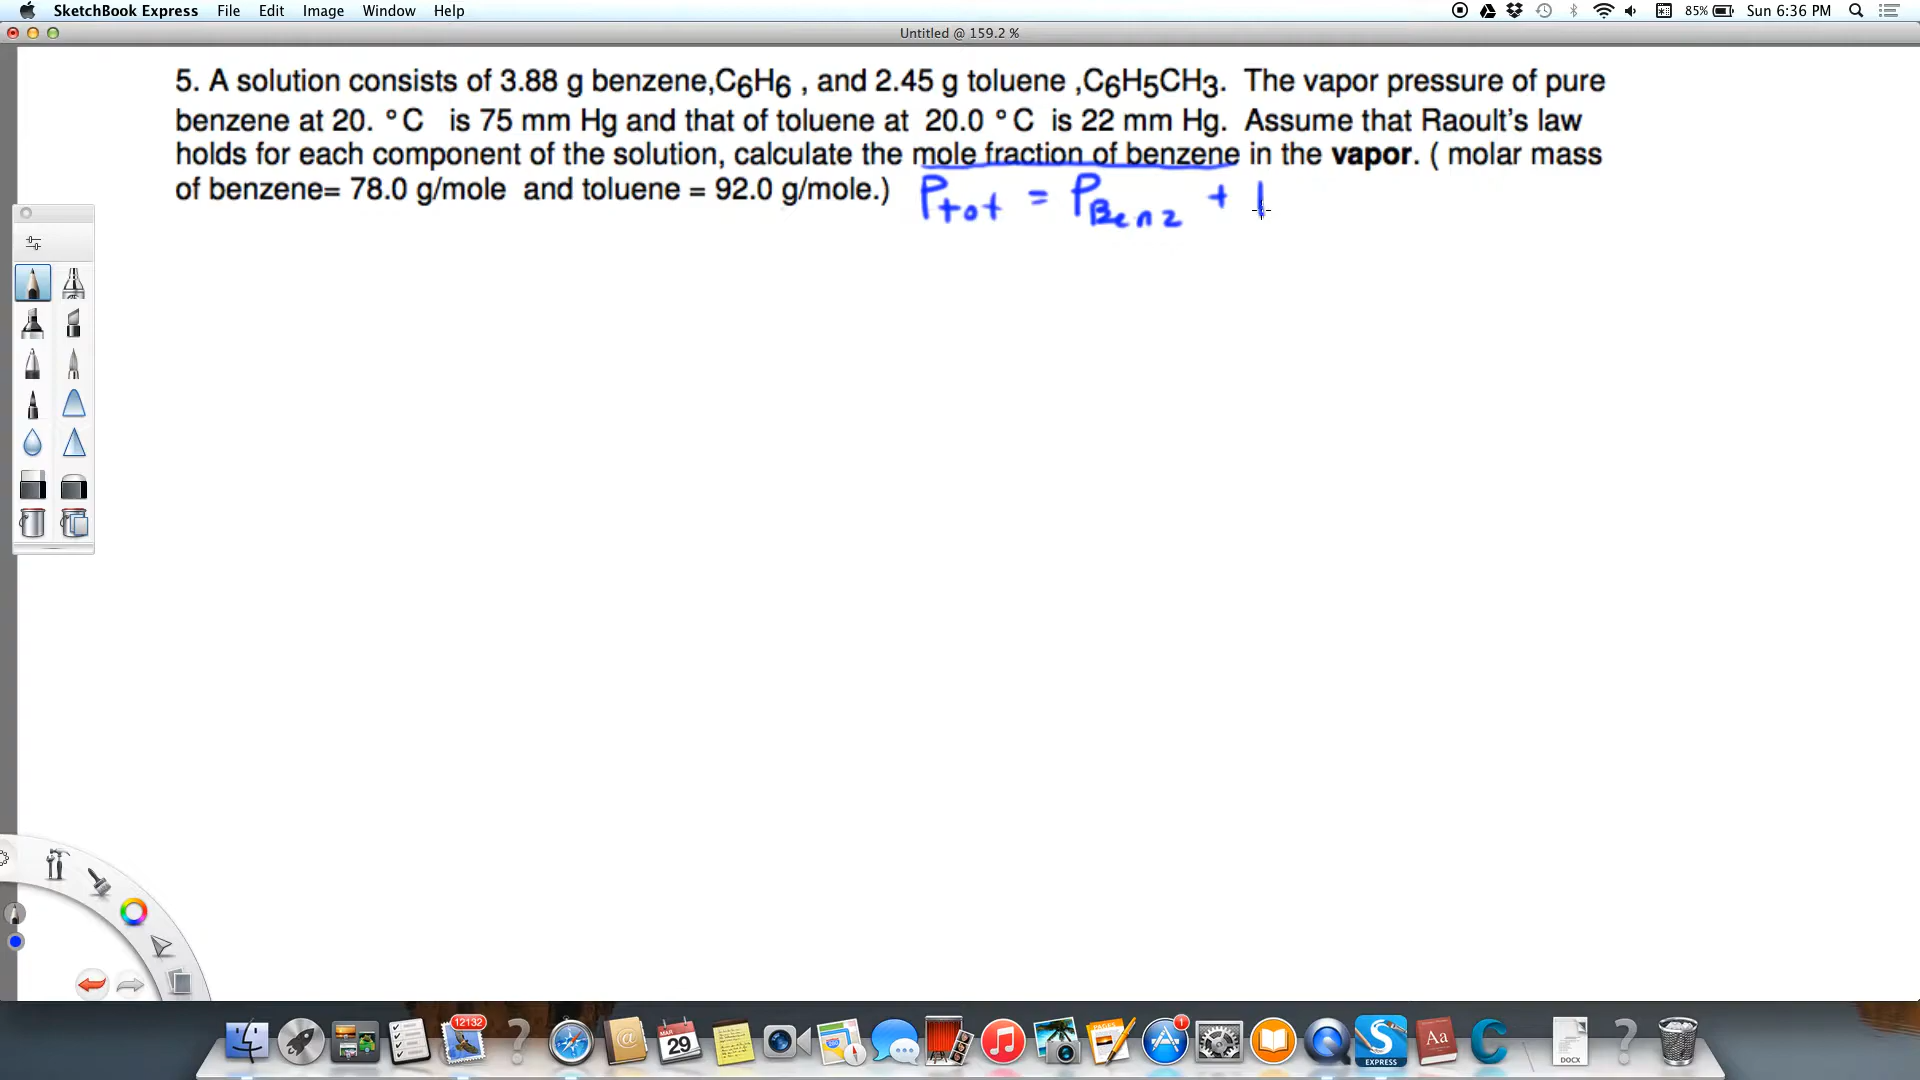 SketchBook Express File Edit Image Window Help 85% Sun 6:36 PM
Untitled @ 159.2 %
5. A solution consists of 3.88 g benzene,C6H6 , and 2.45 g toluene ,C6H5CH3. The vapor pressure of pure
benzene at 20. °C is 75 mm Hg and that of toluene at 20.0 °C is 22 mm Hg. Assume that Raoult's law
holds for each component of the solution, calculate the mole fraction of benzene in the vapor. ( molar mass
of benzene= 78.0 g/mole and toluene = 92.0 g/mole.)
Ptot = PBenz +
12132
MAR
29
1
EXPRESS
Aa
DOCX